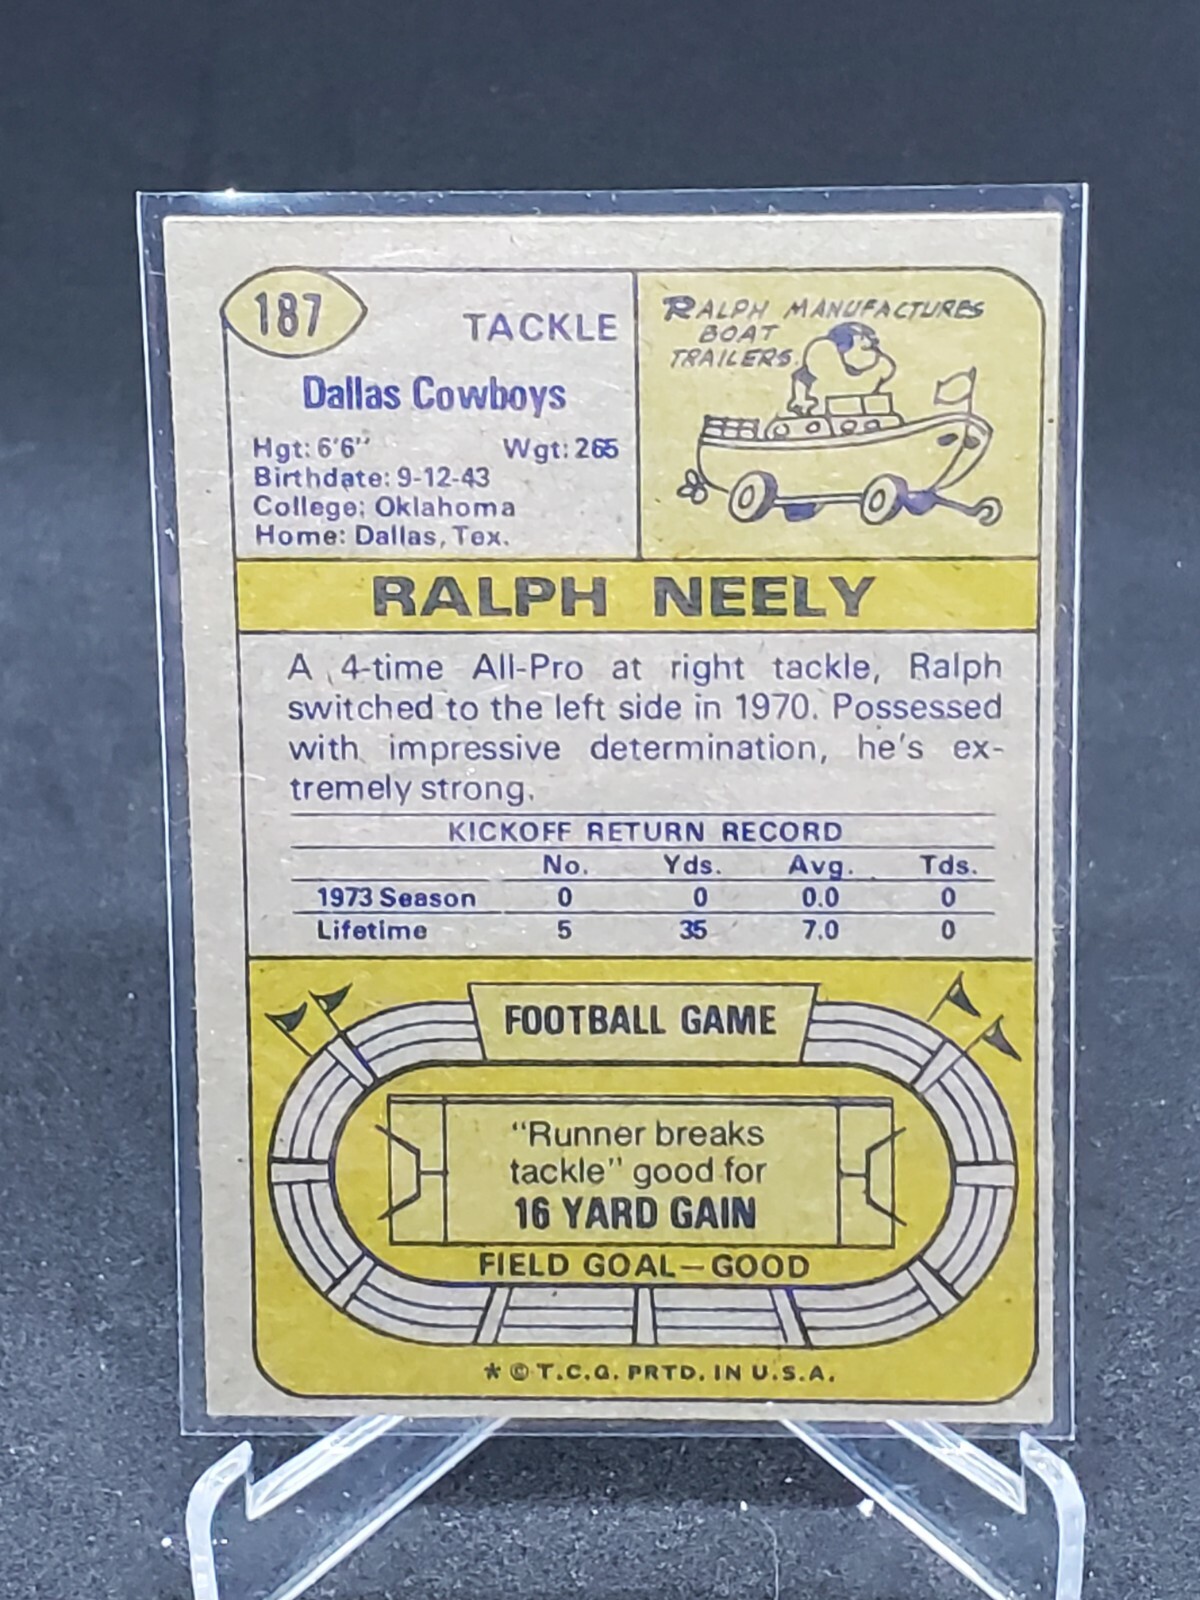 187
TACKLE
Dallas Cowboys
Hgt: 6'6" Wgt: 265
Birthdate: 9-12-43
College: Oklahoma
Home: Dallas, Tex.
RALPH MANUFACTURES
BOAT
TRAILERS.
RALPH NEELY
A 4-time All-Pro at right tackle, Ralph
switched to the left side in 1970. Possessed
with impressive determination, he's ex-
tremely strong.
KICKOFF RETURN RECORD
No. Yds. Avg. Tds.
1973 Season 0 0 0.0 0
Lifetime 5 35 7.0 0
FOOTBALL GAME
"Runner breaks
tackle" good for
16 YARD GAIN
FIELD GOAL—GOOD
* © T.C.G. PRTD. IN U.S.A.